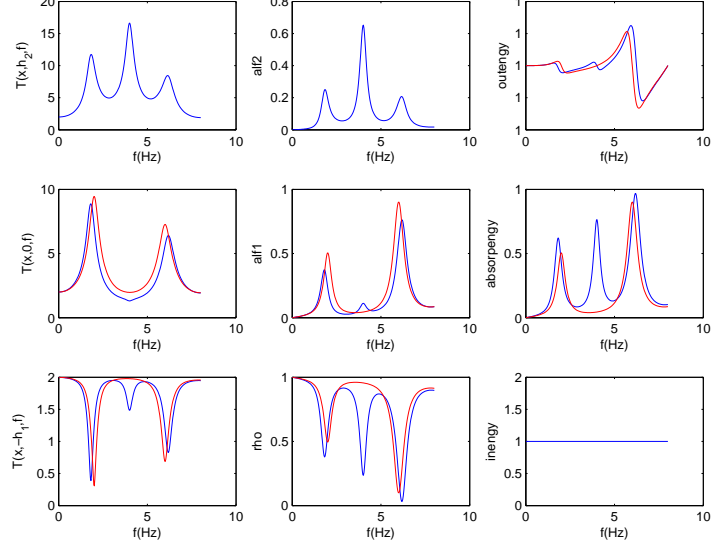 20
15
10
5
0
T(x,h2,f)
0 5 10
f(Hz)
0.8
0.6
0.4
0.2
0
alf2
0 5 10
f(Hz)
1
1
1
1
1
outengy
0 5 10
f(Hz)
10
5
0
T(x,0,f)
0 5 10
f(Hz)
1
0.5
0
alf1
0 5 10
f(Hz)
1
0.5
0
absorpengy
0 5 10
f(Hz)
2
1.5
1
0.5
0
T(x,−h1,f)
0 5 10
f(Hz)
1
0.5
0
rho
0 5 10
f(Hz)
2
1.5
1
0.5
0
inengy
0 5 10
f(Hz)